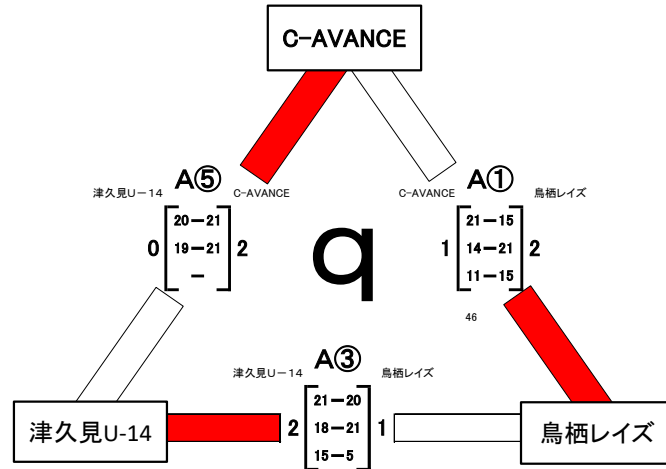 C-AVANCE
A⑤
津久見U-14 C-AVANCE
0 20-21 2
19-21
-
A①
C-AVANCE 鳥栖レイズ
1 21-15 2
14-21
11-15
46
q
A③
津久見U-14 鳥栖レイズ
2 21-20 1
18-21
15-5
津久見U-14
鳥栖レイズ